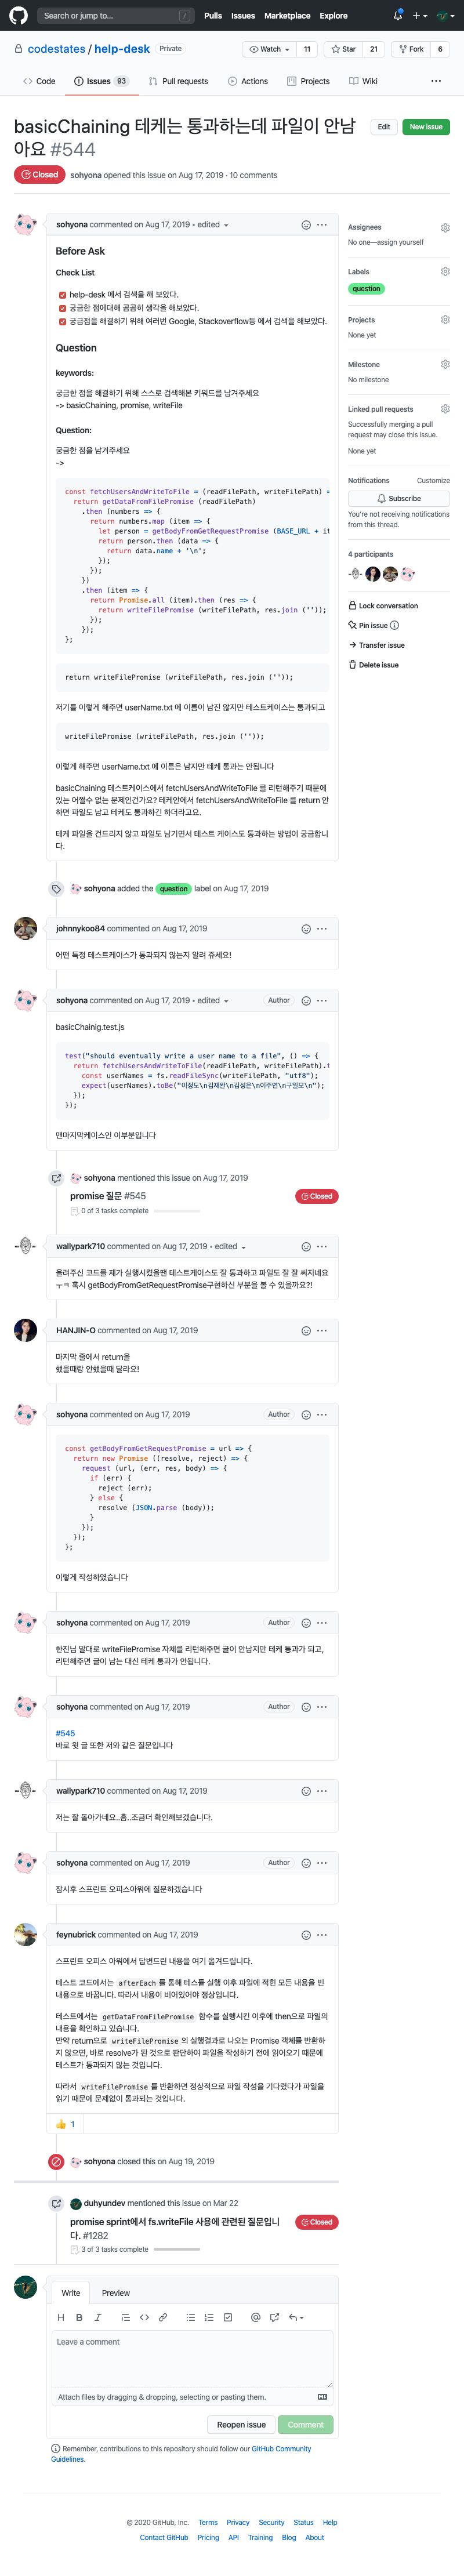 Search or jump to...
/
Pulls Issues Marketplace Explore
codestates / help-desk Private
Watch 11 Star 21 Fork 6
Code Issues 93 Pull requests Actions Projects Wiki
basicChaining 테케는 통과하는데 파일이 안남
아요 #544
Edit New issue
Closed sohyona opened this issue on Aug 17, 2019 · 10 comments
sohyona commented on Aug 17, 2019 • edited
Before Ask
Check List
help-desk 에서 검색을 해 보았다.
궁금한 점에대해 곰곰히 생각을 해보았다.
궁금점을 해결하기 위해 여러번 Google, Stackoverflow등 에서 검색을 해보았다.
Question
keywords:
궁금한 점을 해결하기 위해 스스로 검색해본 키워드를 남겨주세요
-> basicChaining, promise, writeFile
Question:
궁금한 점을 남겨주세요
->
const fetchUsersAndWriteToFile = (readFilePath, writeFilePath) =
return getDataFromFilePromise (readFilePath)
.then (numbers => {
return numbers.map (item => {
let person = getBodyFromGetRequestPromise (BASE_URL + it
return person.then (data => {
return data.name + '\n';
});
});
})
.then (item => {
return Promise.all (item).then (res => {
return writeFilePromise (writeFilePath, res.join (''));
});
});
};
return writeFilePromise (writeFilePath, res.join (''));
저기를 이렇게 해주면 userName.txt 에 이름이 남진 않지만 테스트케이스는 통과되고
writeFilePromise (writeFilePath, res.join (''));
이렇게 해주면 userName.txt 에 이름은 남지만 테케 통과는 안됩니다
basicChaining 테스트케이스에서 fetchUsersAndWriteToFile 를 리턴해주기 때문에
있는 어쩔수 없는 문제인건가요? 테케안에서 fetchUsersAndWriteToFile 를 return 안
하면 파일도 남고 테케도 통과하긴 하더라고요.
테케 파일을 건드리지 않고 파일도 남기면서 테스트 케이스도 통과하는 방법이 궁금합니
다.
sohyona added the question label on Aug 17, 2019
johnnykoo84 commented on Aug 17, 2019
어떤 특정 테스트케이스가 통과되지 않는지 알려 쥬세요!
sohyona commented on Aug 17, 2019 • edited Author
basicChainig.test.js
test("should eventually write a user name to a file", () => {
return fetchUsersAndWriteToFile(readFilePath, writeFilePath).t
const userNames = fs.readFileSync(writeFilePath, "utf8");
expect(userNames).toBe("이정도\n김재완\n김성은\n이주연\n구일모\n");
});
});
맨마지막케이스인 이부분입니다
sohyona mentioned this issue on Aug 17, 2019
promise 질문 #545
Closed
0 of 3 tasks complete
wallypark710 commented on Aug 17, 2019 • edited
올려주신 코드를 제가 실행시켰을땐 테스트케이스도 잘 통과하고 파일도 잘 잘 써지네요
ㅜㅋ 혹시 getBodyFromGetRequestPromise구현하신 부분을 볼 수 있을까요?!
HANJIN-O commented on Aug 17, 2019
마지막 줄에서 return을
했을때랑 안했을때 달라요!
sohyona commented on Aug 17, 2019 Author
const getBodyFromGetRequestPromise = url => {
return new Promise ((resolve, reject) => {
request (url, (err, res, body) => {
if (err) {
reject (err);
} else {
resolve (JSON.parse (body));
}
});
});
};
이렇게 작성하였습니다
sohyona commented on Aug 17, 2019 Author
한진님 말대로 writeFilePromise 자체를 리턴해주면 글이 안남지만 테케 통과가 되고,
리턴해주면 글이 남는 대신 테케 통과가 안됩니다.
sohyona commented on Aug 17, 2019 Author
#545
바로 윗 글 또한 저와 같은 질문입니다
wallypark710 commented on Aug 17, 2019
저는 잘 돌아가네요..흠..조금더 확인해보겠습니다.
sohyona commented on Aug 17, 2019 Author
잠시후 스프린트 오피스아워에 질문하겠습니다
feynubrick commented on Aug 17, 2019
스프린트 오피스 아워에서 답변드린 내용을 여기 옮겨드립니다.
테스트 코드에서는 afterEach 를 통해 테스틑 실행 이후 파일에 적힌 모든 내용을 빈
내용으로 바꿉니다. 따라서 내용이 비어있어야 정상입니다.
테스트에서는 getDataFromFilePromise 함수를 실행시킨 이후에 then으로 파일의
내용을 확인하고 있습니다.
만약 return으로 writeFilePromise 의 실행결과로 나오는 Promise 객체를 반환하
지 않으면, 바로 resolve가 된 것으로 판단하여 파일을 작성하기 전에 읽어오기 때문에
테스트가 통과되지 않는 것입니다.
따라서 writeFilePromise 를 반환하면 정상적으로 파일 작성을 기다렸다가 파일을
읽기 때문에 문제없이 통과되는 것입니다.
👍 1
sohyona closed this on Aug 19, 2019
duhyundev mentioned this issue on Mar 22
promise sprint에서 fs.writeFile 사용에 관련된 질문입니
다. #1282
Closed
3 of 3 tasks complete
Write Preview
Leave a comment
Attach files by dragging & dropping, selecting or pasting them.
Reopen issue Comment
Remember, contributions to this repository should follow our GitHub Community
Guidelines.
Assignees
No one—assign yourself
Labels
question
Projects
None yet
Milestone
No milestone
Linked pull requests
Successfully merging a pull
request may close this issue.
None yet
Notifications Customize
Subscribe
You're not receiving notifications
from this thread.
4 participants
Lock conversation
Pin issue
Transfer issue
Delete issue
© 2020 GitHub, Inc. Terms Privacy Security Status Help
Contact GitHub Pricing API Training Blog About